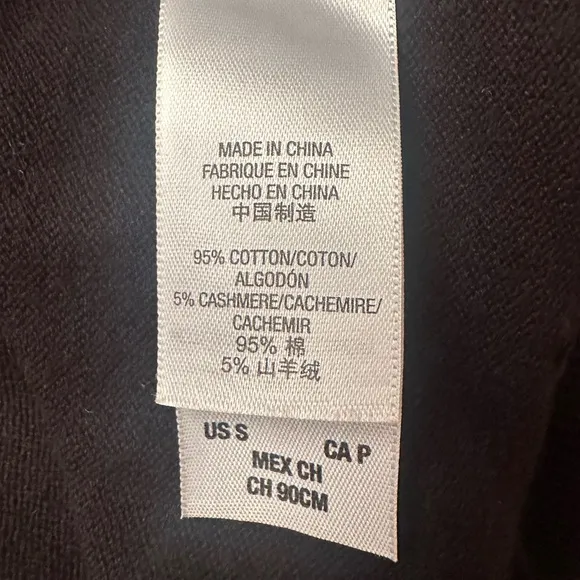 MADE IN CHINA
FABRIQUE EN CHINE
HECHO EN CHINA
中国制造
95% COTTON/COTON/
ALGODÓN
5% CASHMERE/CACHEMIRE/
CACHEMIR
95% 棉
5% 山羊绒
US S CA P
MEX CH
CH 90CM